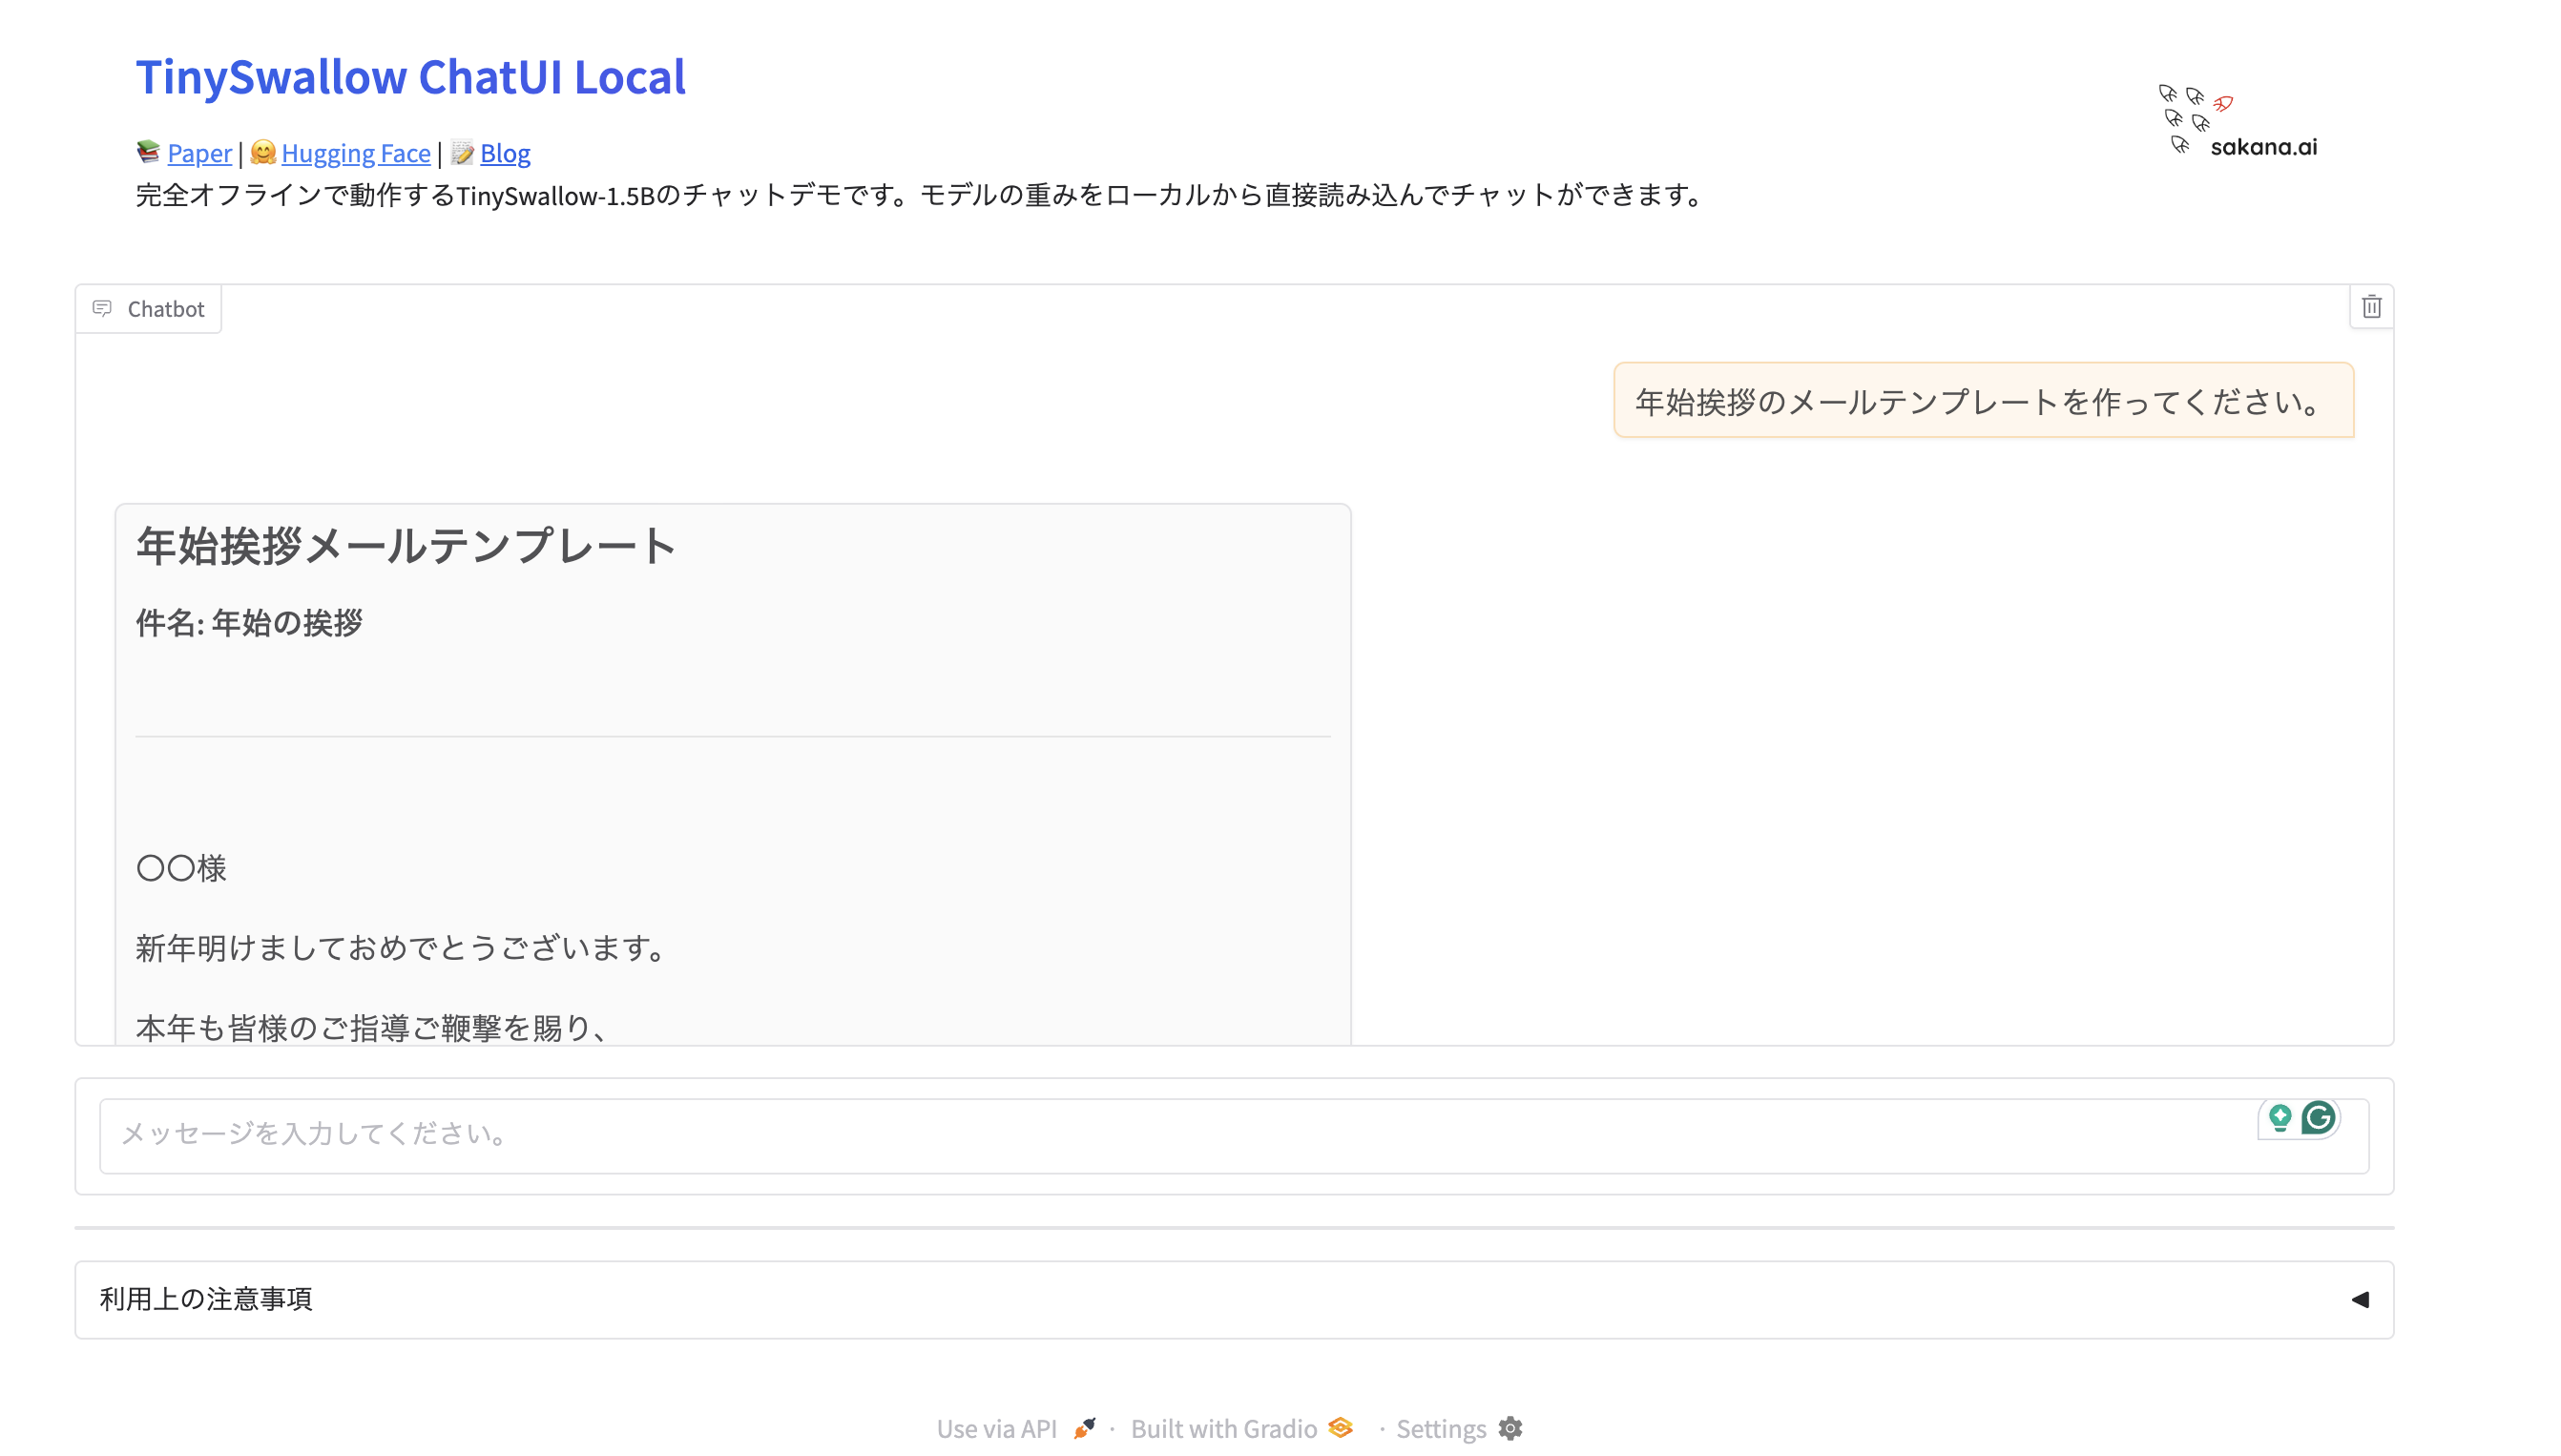 TinySwallow ChatUI Local
Paper | Hugging Face | Blog
完全オフラインで動作するTinySwallow-1.5Bのチャットデモです。モデルの重みをローカルから直接読み込んでチャットができます。
sakana.ai
Chatbot
年始挨拶のメールテンプレートを作ってください。
年始挨拶メールテンプレート
件名: 年始の挨拶
〇〇様
新年明けましておめでとうございます。
本年も皆様のご指導ご鞭撃を賜り、
メッセージを入力してください。
利用上の注意事項
Use via API · Built with Gradio · Settings